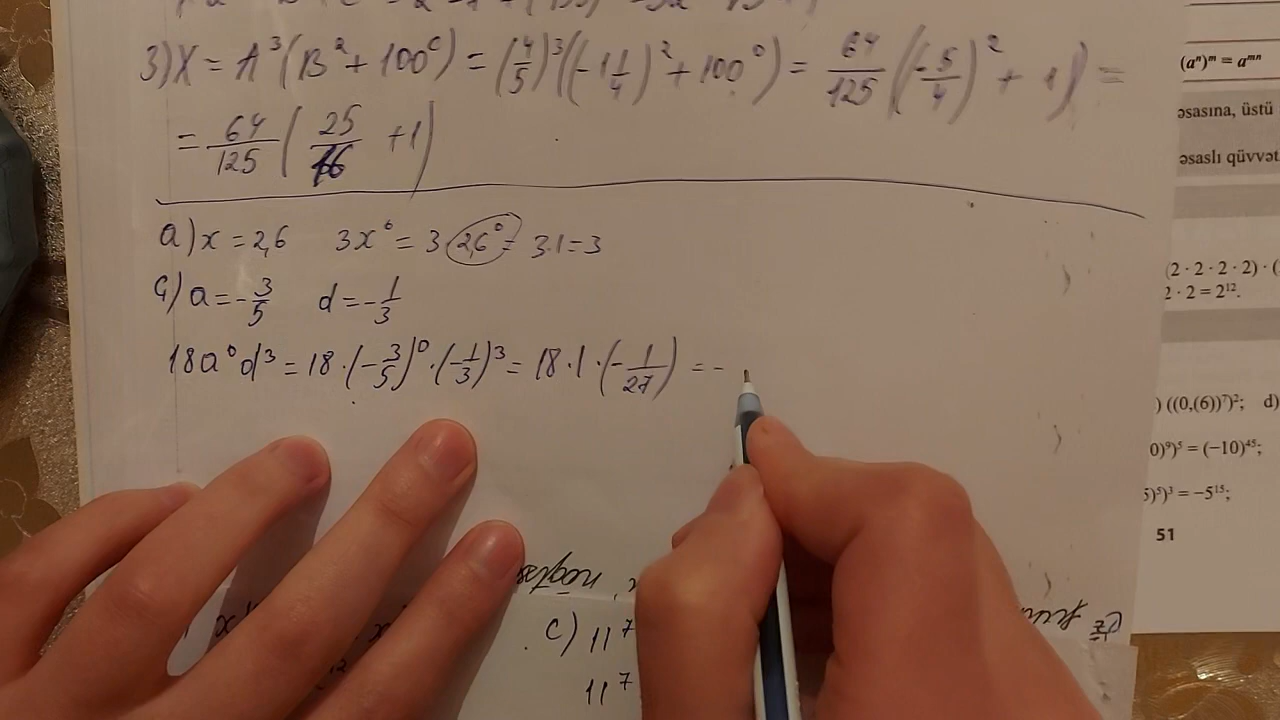 3) X = A³(B² + 100^C) = (4/5)³((-1 1/4)² + 100⁰) = 64/125 ((-5/4)² + 1) =
= 64/125 (25/16 + 1)
a) x = 2,6 3x⁰ = 3 2,6⁰ = 3·1 = 3
G) a = -3/5 d = -1/3
18a⁰d³ = 18·(-3/5)⁰·(-1/3)³ = 18·1·(-1/27) = -
c) 11⁷
11⁷
(aⁿ)ᵐ = aᵐⁿ
əsasına, üstü
əsaslı qüvvət
(2 · 2 · 2 · 2) · (
2 · 2 = 2¹².
) ((0,(6))⁷)²; d)
0)⁹)⁵ = (-10)⁴⁵;
5)⁵)³ = -5¹⁵;
51